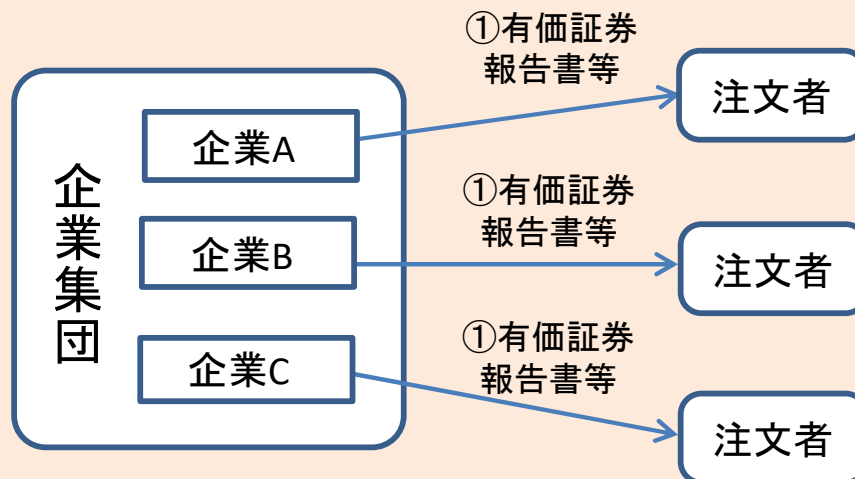 ①有価証券
報告書等
注文者
企業A
企業集団
①有価証券
報告書等
企業B
注文者
①有価証券
報告書等
企業C
注文者